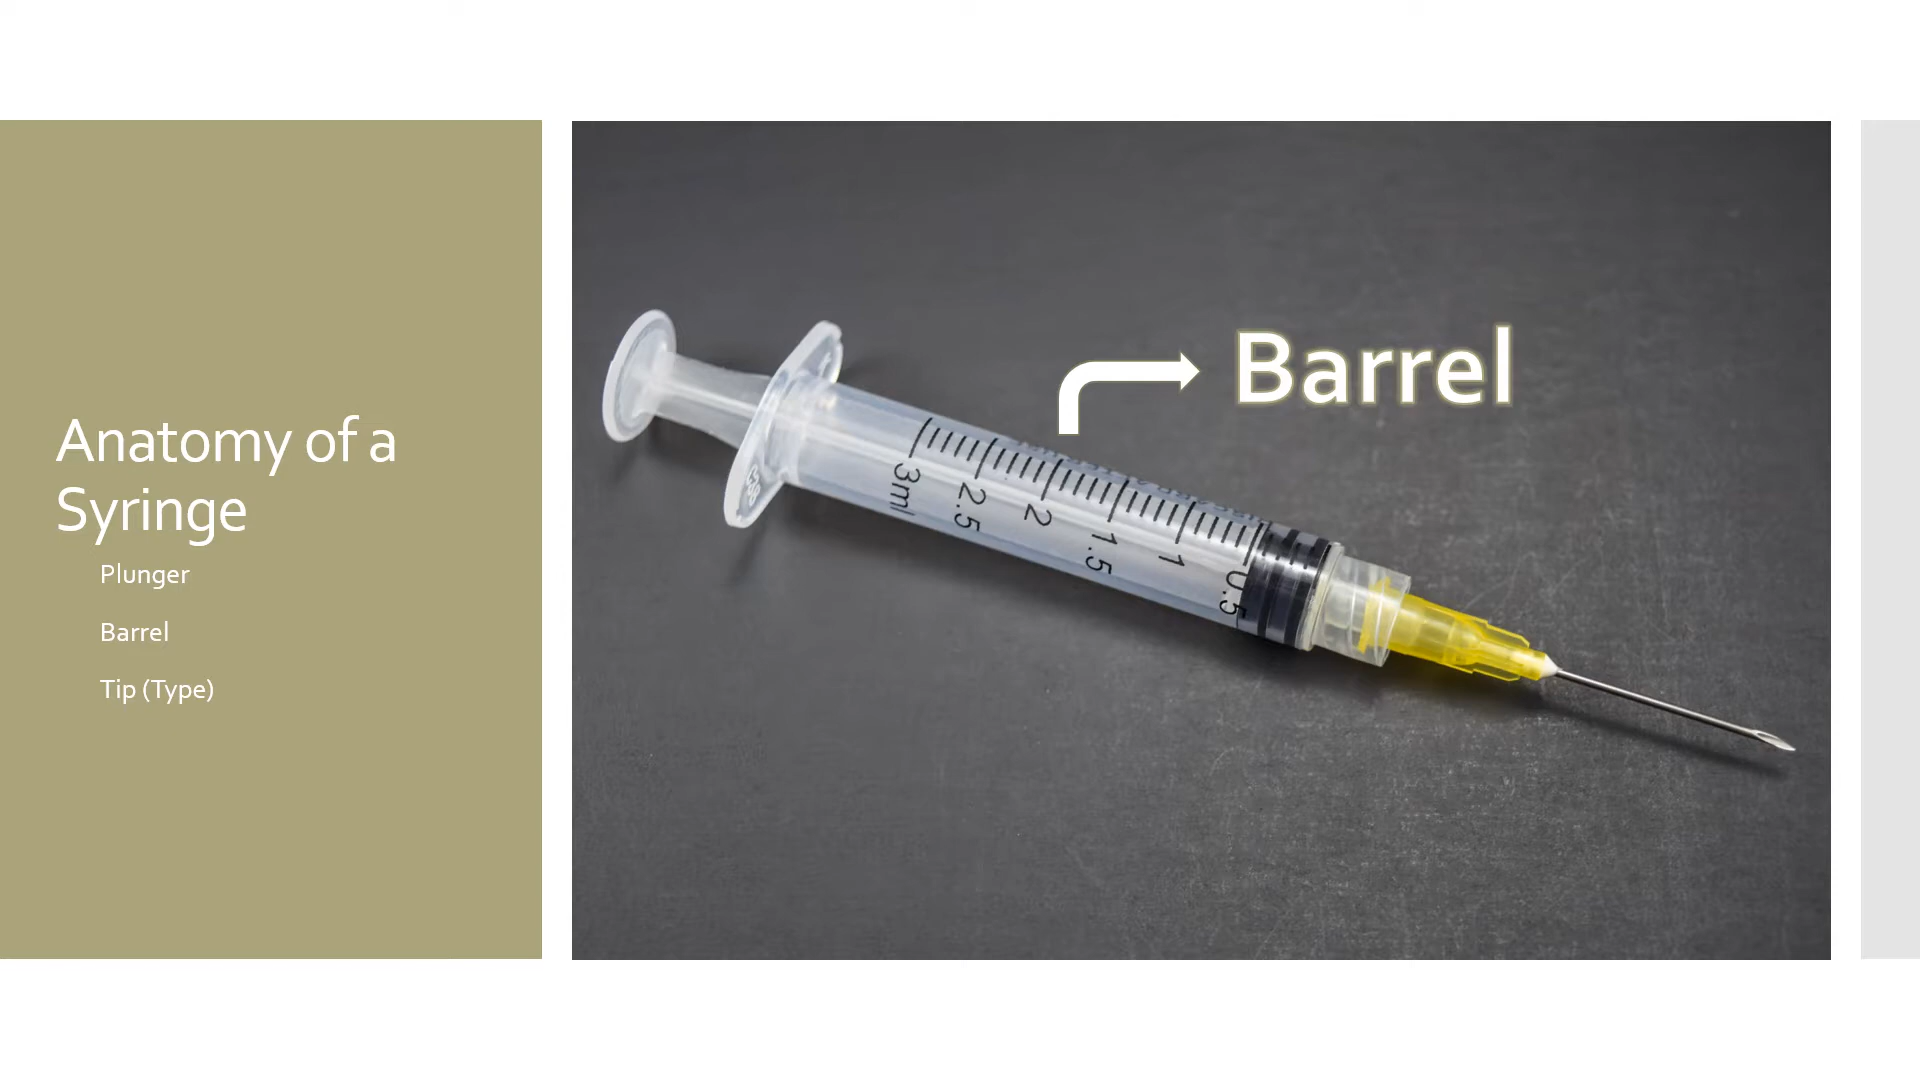 Anatomy of a
Syringe
Plunger
Barrel
Tip (Type)
Barrel
3ml
2.5
2
1.5
1
0.5